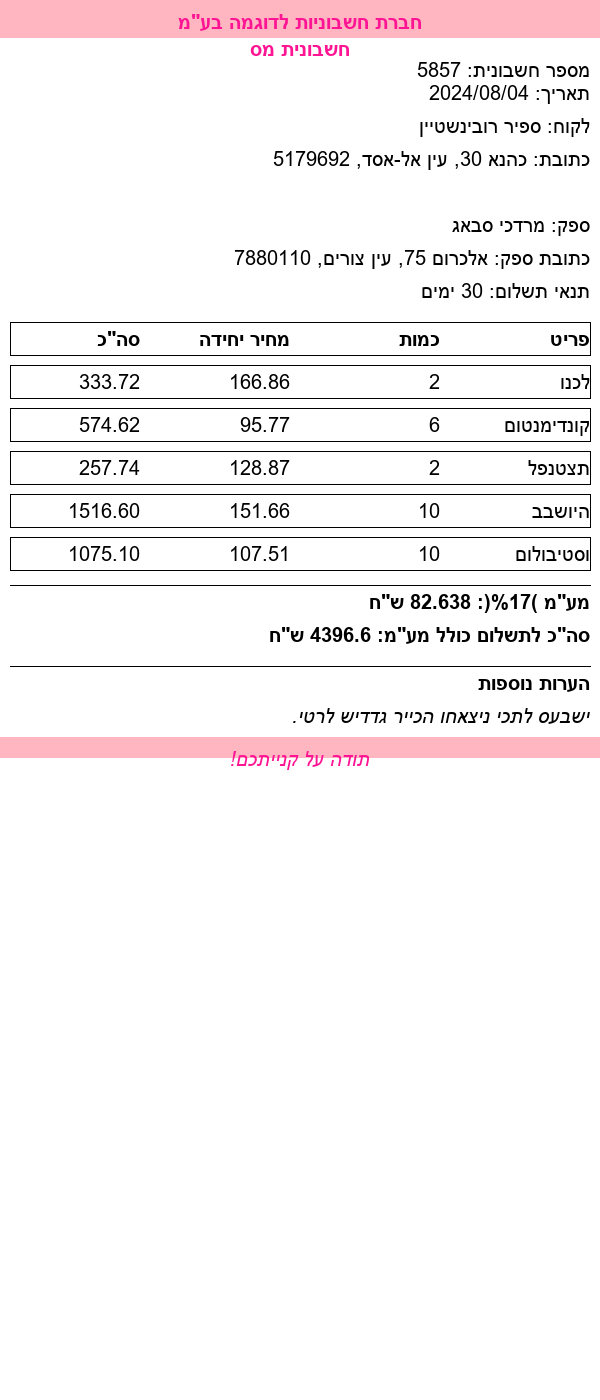 חברת חשבוניות לדוגמה בע"מ
חשבונית מס
מספר חשבונית: 5857
תאריך: 2024/08/04
לקוח: ספיר רובינשטיין
כתובת: כהנא 30, עין אל-אסד, 5179692
ספק: מרדכי סבאג
כתובת ספק: אלכרום 75, עין צורים, 7880110
תנאי תשלום: 30 ימים
פריט כמות מחיר יחידה סה"כ
לכנו 2 166.86 333.72
קונדימנטום 6 95.77 574.62
תצטנפל 2 128.87 257.74
היושבב 10 151.66 1516.60
וסטיבולום 10 107.51 1075.10
מע"מ )17%(: 82.638 ש"ח
סה"כ לתשלום כולל מע"מ: 4396.6 ש"ח
הערות נוספות
ישבעס לתכי ניצאחו הכייר גדדיש לרטי.
תודה על קנייתכם!